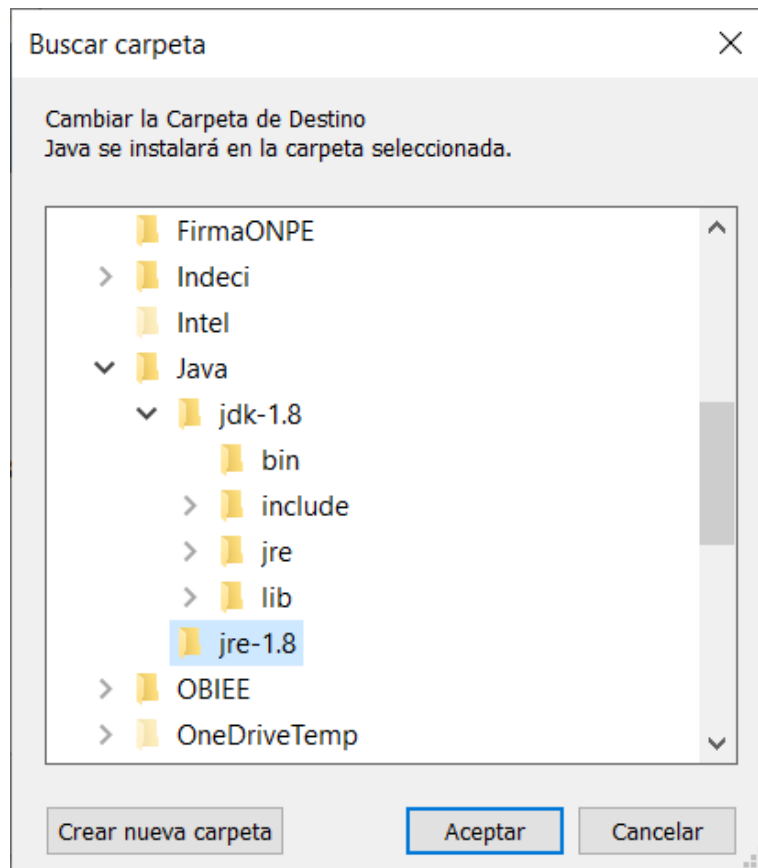 Buscar carpeta
Cambiar la Carpeta de Destino
Java se instalará en la carpeta seleccionada.
FirmaONPE
Indeci
Intel
Java
jdk-1.8
bin
include
jre
lib
jre-1.8
OBIEE
OneDriveTemp
Crear nueva carpeta Aceptar Cancelar